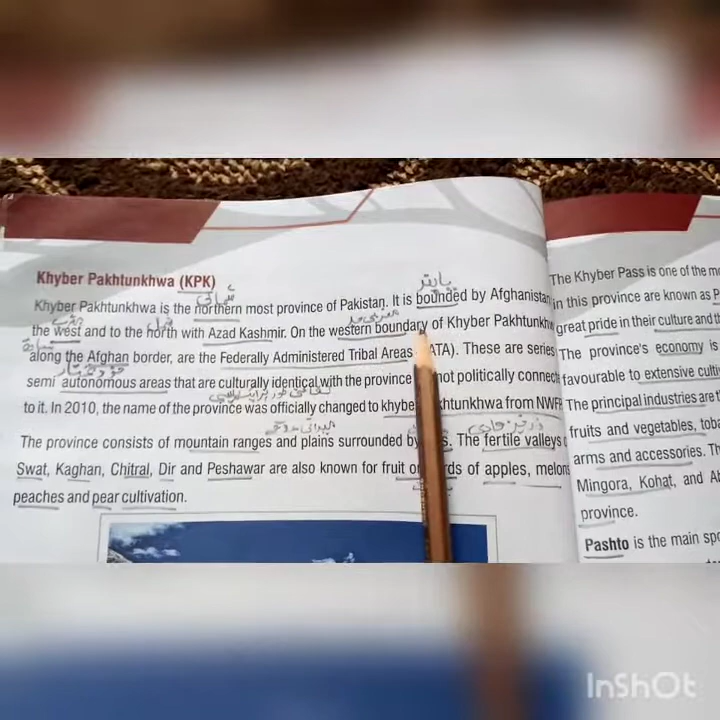 Khyber Pakhtunkhwa (KPK)
Khyber Pakhtunkhwa is the northern most province of Pakistan. It is bounded by Afghanistan
the West and to the north with Azad Kashmir. On the western boundary of Khyber Pakhtunkhw
along the Afghan border, are the Federally Administered Tribal Areas ATA). These are series
semi autonomous areas that are culturally identical with the province not politically connecte
to it. In 2010, the name of the province was officially changed to khybe khtunkhwa from NWFP
The province consists of mountain ranges and plains surrounded by s. The fertile valleys
Swat, Kaghan, Chitral, Dir and Peshawar are also known for fruit or rds of apples, melons
peaches and pear cultivation.
The Khyber Pass is one of the mo
in this province are known as P
great pride in their culture and th
The province's economy is
favourable to extensive culti
The principal industries are t
fruits and vegetables, toba
arms and accessories. Th
Mingora, Kohat, and Ab
province.
Pashto is the main spo
InShOt